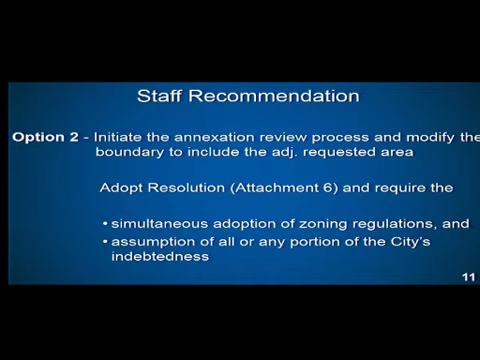 Staff Recommendation
Option 2 - Initiate the annexation review process and modify the
boundary to include the adj. requested area
Adopt Resolution (Attachment 6) and require the
• simultaneous adoption of zoning regulations, and
• assumption of all or any portion of the City's
indebtedness
11